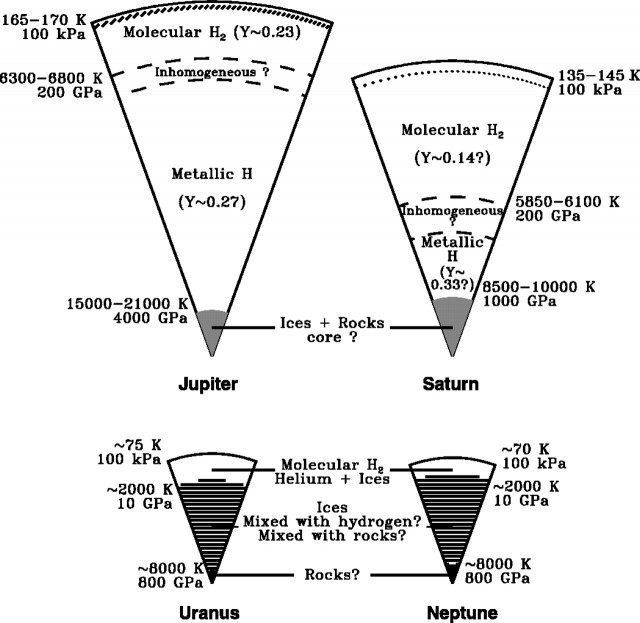 165−170 K
100 kPa
Molecular H₂ (Y~0.23)
6300−6800 K
200 GPa
Inhomogeneous ?
Metallic H
(Y~0.27)
15000−21000 K
4000 GPa
135−145 K
100 kPa
Molecular H₂
(Y~0.14?)
5850−6100 K
200 GPa
Inhomogeneous
?
Metallic
H
(Y~
0.33?)
8500−10000 K
1000 GPa
Ices + Rocks
core ?
Jupiter
Saturn
~75 K
100 kPa
~2000 K
10 GPa
~8000 K
800 GPa
Molecular H₂
Helium + Ices
Ices
Mixed with hydrogen?
Mixed with rocks?
Rocks?
~70 K
100 kPa
~2000 K
10 GPa
~8000 K
800 GPa
Uranus
Neptune